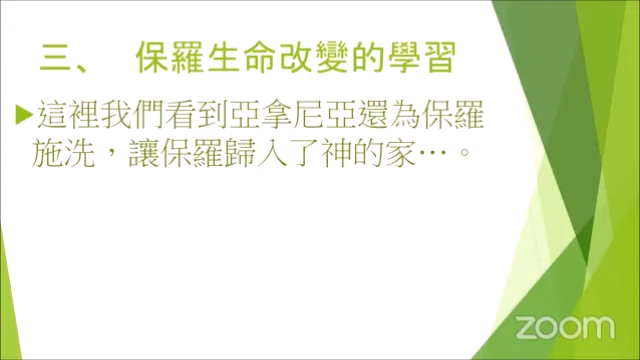 三、 保羅生命改變的學習
這裡我們看到亞拿尼亞還為保羅
施洗，讓保羅歸入了神的家…。
zoom